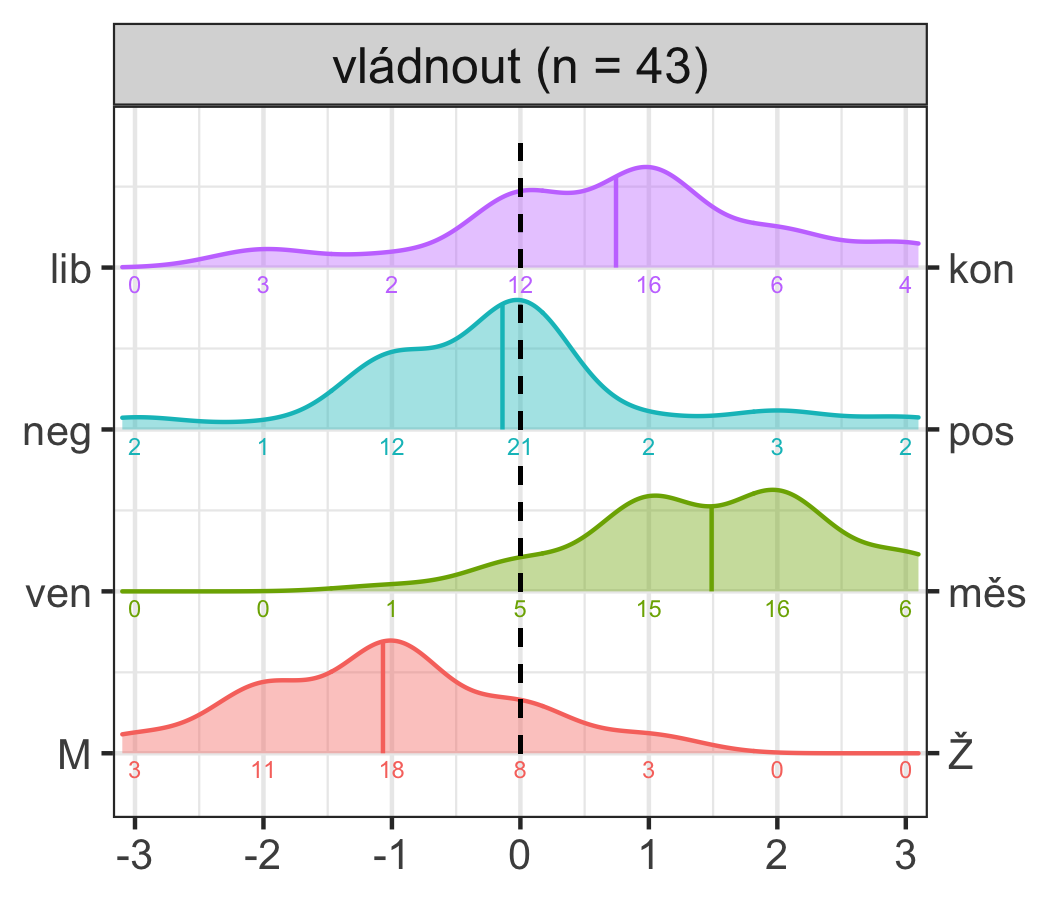 vládnout (n = 43)
lib kon
0 3 2 12 16 6 4
neg pos
2 1 12 21 2 3 2
ven měs
0 0 1 5 15 16 6
M Ž
3 11 18 8 3 0 0
-3 -2 -1 0 1 2 3